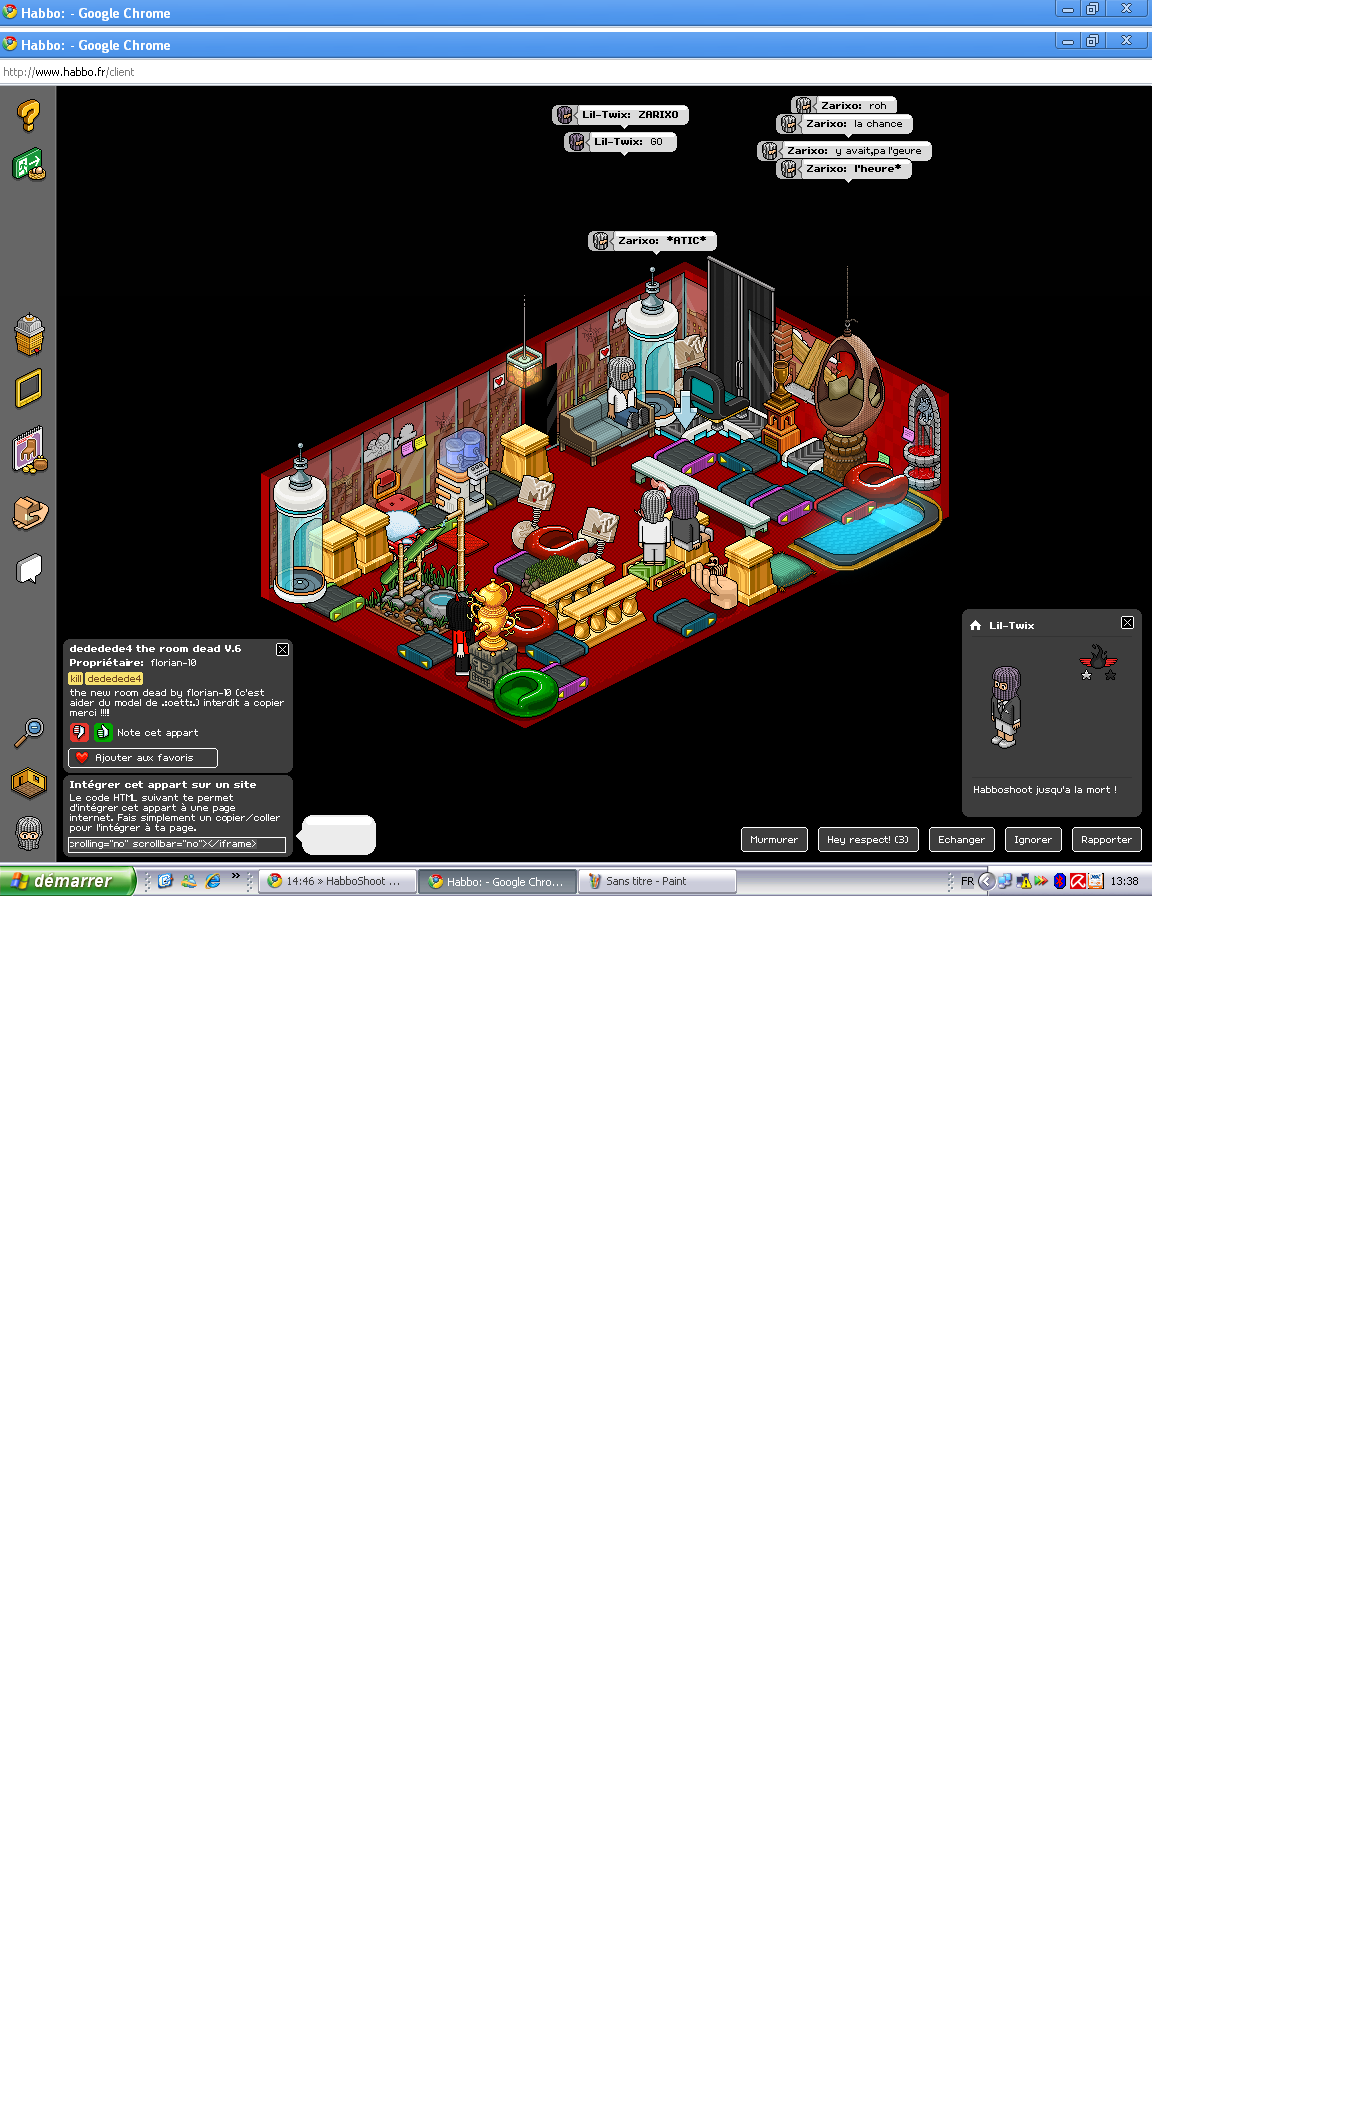 Habbo: - Google Chrome
Habbo: - Google Chrome
http://www.habbo.fr/client
Lil-Twix: ZARIXO
Lil-Twix: GO
Zarixo: roh
Zarixo: la chance
Zarixo: y avait,pa l'geure
Zarixo: l'heure*
Zarixo: *ATIC*
MTV
MTV
MTV
dedede4 the room dead V.6
Propriétaire: florian-10
kill dededede4
the new room dead by florian-10 (c'est
aider du model de .:oett:.) interdit a copier
merci !!!!
Note cet appart
Ajouter aux favoris
Intégrer cet appart sur un site
Le code HTML suivant te permet
d'intégrer cet appart à une page
internet. Fais simplement un copier/coller
pour l'intégrer à ta page.
crolling="no" scrollbar="no"></iframe>
Lil-Twix
Habboshoot jusqu'a la mort !
Murmurer
Hey respect! (3)
Echanger
Ignorer
Rapporter
démarrer
14:46 » HabboShoot ...
Habbo: - Google Chro...
Sans titre - Paint
FR
13:38